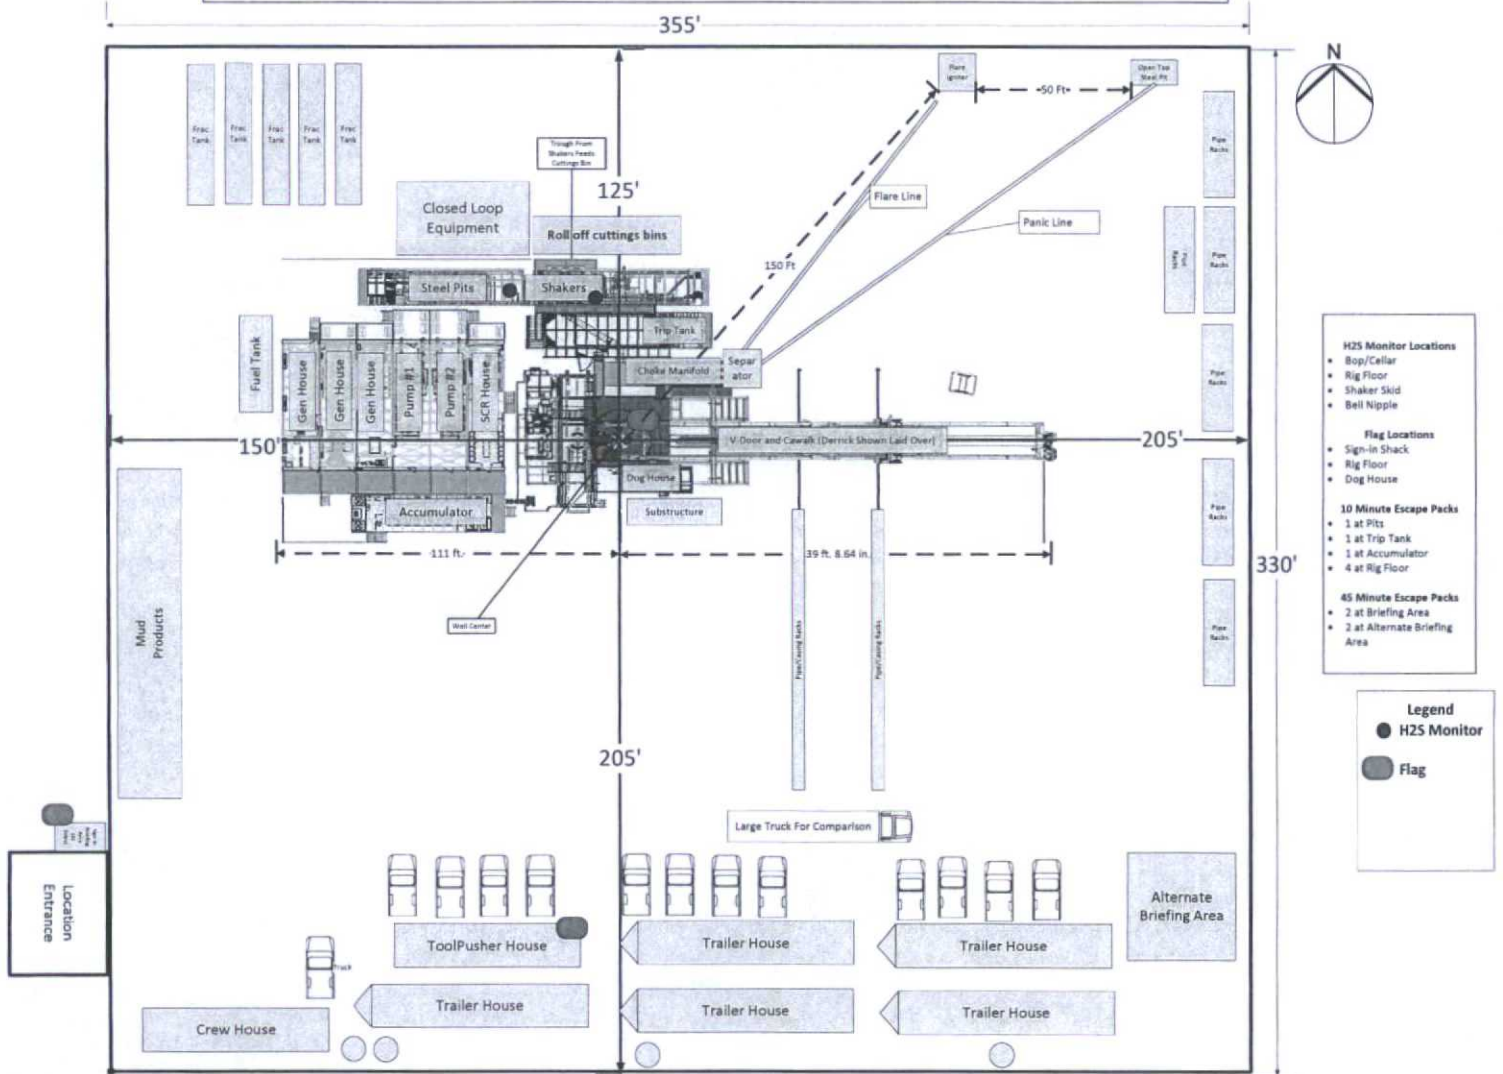 355'
N
Flare
Igniter
Open Top
Steel Pit
50 Ft
Frac
Tank
Frac
Tank
Frac
Tank
Frac
Tank
Frac
Tank
Trough From
Shakers Feeds
Cuttings Bin
125'
Closed Loop
Equipment
Roll off cuttings bins
Flare Line
Panic Line
150 Ft
Pipe
Racks
Pipe
Racks
Pipe
Racks
Pipe
Racks
Pipe
Racks
Pipe
Racks
Steel Pits
Shakers
Trip Tank
Fuel Tank
Gen House
Gen House
Gen House
Pump #1
Pump #2
SCR House
Choke Manifold
Separ
ator
150'
V-Door and Cawalk (Derrick Shown Laid Over)
205'
Dog House
Accumulator
Substructure
111 ft.
39 ft. 8.64 in.
330'
Well Center
Mud
Products
Pipe/Casing Racks
Pipe/Casing Racks
205'
Large Truck For Comparison
Location
Entrance
ToolPusher House
Trailer House
Trailer House
Alternate
Briefing Area
Truck
Trailer House
Trailer House
Trailer House
Crew House
H2S Monitor Locations
• Bop/Cellar
• Rig Floor
• Shaker Skid
• Bell Nipple
Flag Locations
• Sign-in Shack
• Rig Floor
• Dog House
10 Minute Escape Packs
• 1 at Pits
• 1 at Trip Tank
• 1 at Accumulator
• 4 at Rig Floor
45 Minute Escape Packs
• 2 at Briefing Area
• 2 at Alternate Briefing
Area
Legend
H2S Monitor
Flag